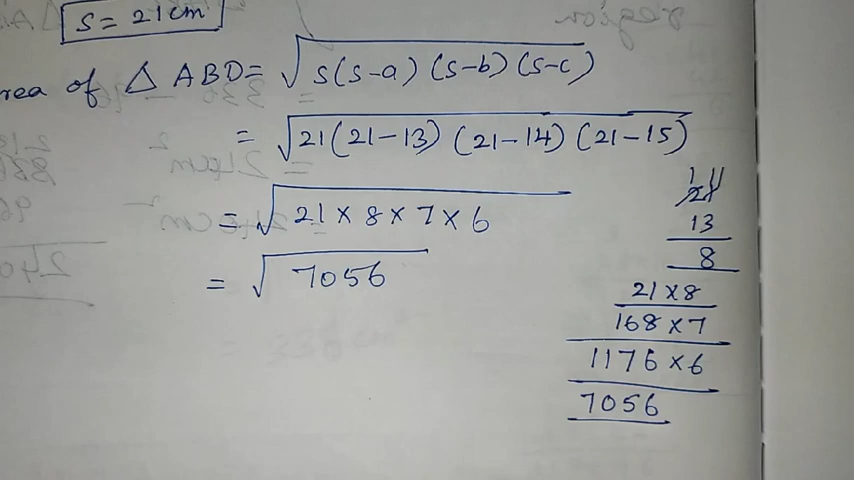 S = 21 cm
rea of △ ABD = √S(S-a) (S-b) (S-c)
= √21(21-13) (21-14) (21-15)
= √21 × 8 × 7 × 6
= √7056
21
13
8
21 × 8
168 × 7
1176 × 6
7056